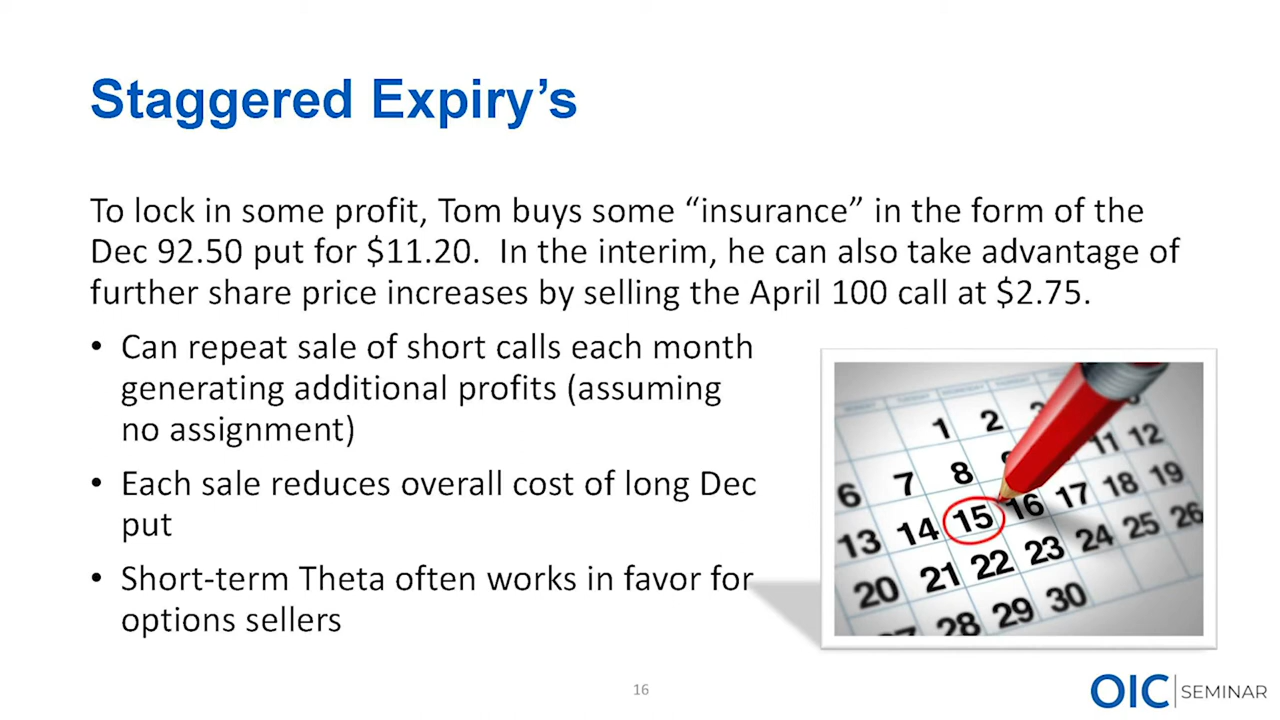 Staggered Expiry’s
To lock in some profit, Tom buys some “insurance” in the form of the
Dec 92.50 put for $11.20.  In the interim, he can also take advantage of
further share price increases by selling the April 100 call at $2.75.
• Can repeat sale of short calls each month
generating additional profits (assuming
no assignment)
• Each sale reduces overall cost of long Dec
put
• Short-term Theta often works in favor for
options sellers
1 2
6 7 8 11 12
13 14 15 16 17 18 19
20 21 22 23 24 25 26
28 29 30
16
OIC SEMINAR